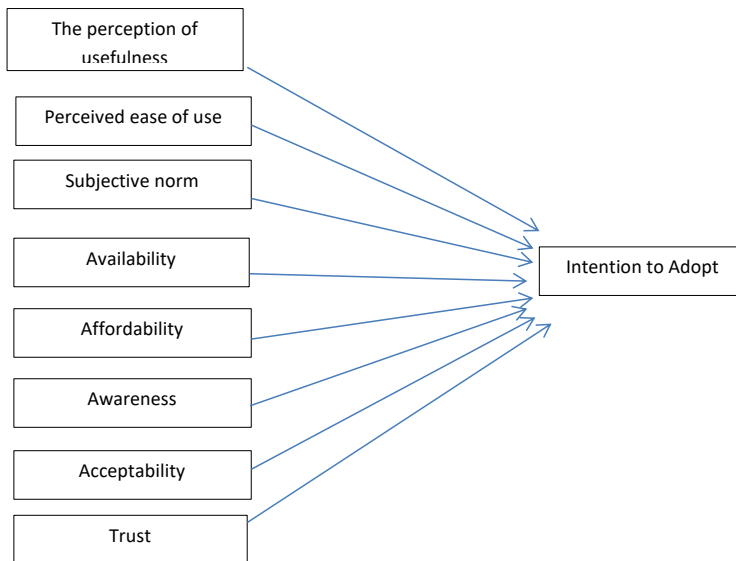 The perception of
usefulness
Perceived ease of use
Subjective norm
Availability
Intention to Adopt
Affordability
Awareness
Acceptability
Trust